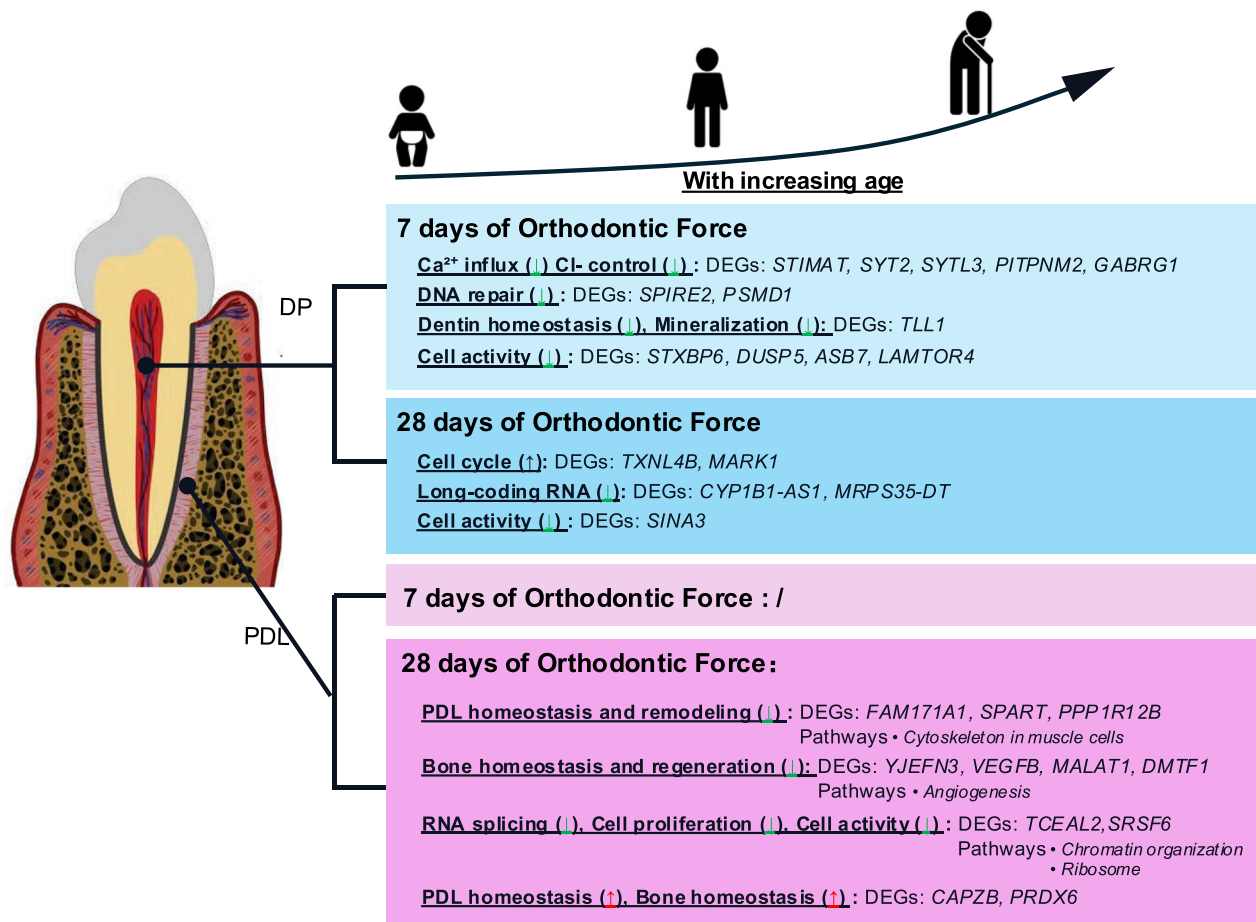 With increasing age
DP
PDL
7 days of Orthodontic Force
Ca²⁺ influx (↓) Cl- control (↓) : DEGs: STIMAT, SYT2, SYTL3, PITPNM2, GABRG1
DNA repair (↓) : DEGs: SPIRE2, PSMD1
Dentin homeostasis (↓), Mineralization (↓): DEGs: TLL1
Cell activity (↓) : DEGs: STXBP6, DUSP5, ASB7, LAMTOR4
28 days of Orthodontic Force
Cell cycle (↑): DEGs: TXNL4B, MARK1
Long-coding RNA (↓): DEGs: CYP1B1-AS1, MRPS35-DT
Cell activity (↓) : DEGs: SINA3
7 days of Orthodontic Force : /
28 days of Orthodontic Force:
PDL homeostasis and remodeling (↓) : DEGs: FAM171A1, SPART, PPP1R12B
Pathways • Cytoskeleton in muscle cells
Bone homeostasis and regeneration (↓): DEGs: YJEFN3, VEGFB, MALAT1, DMTF1
Pathways • Angiogenesis
RNA splicing (↓), Cell proliferation (↓), Cell activity (↓) : DEGs: TCEAL2,SRSF6
Pathways • Chromatin organization
• Ribosome
PDL homeostasis (↑), Bone homeostasis (↑) : DEGs: CAPZB, PRDX6